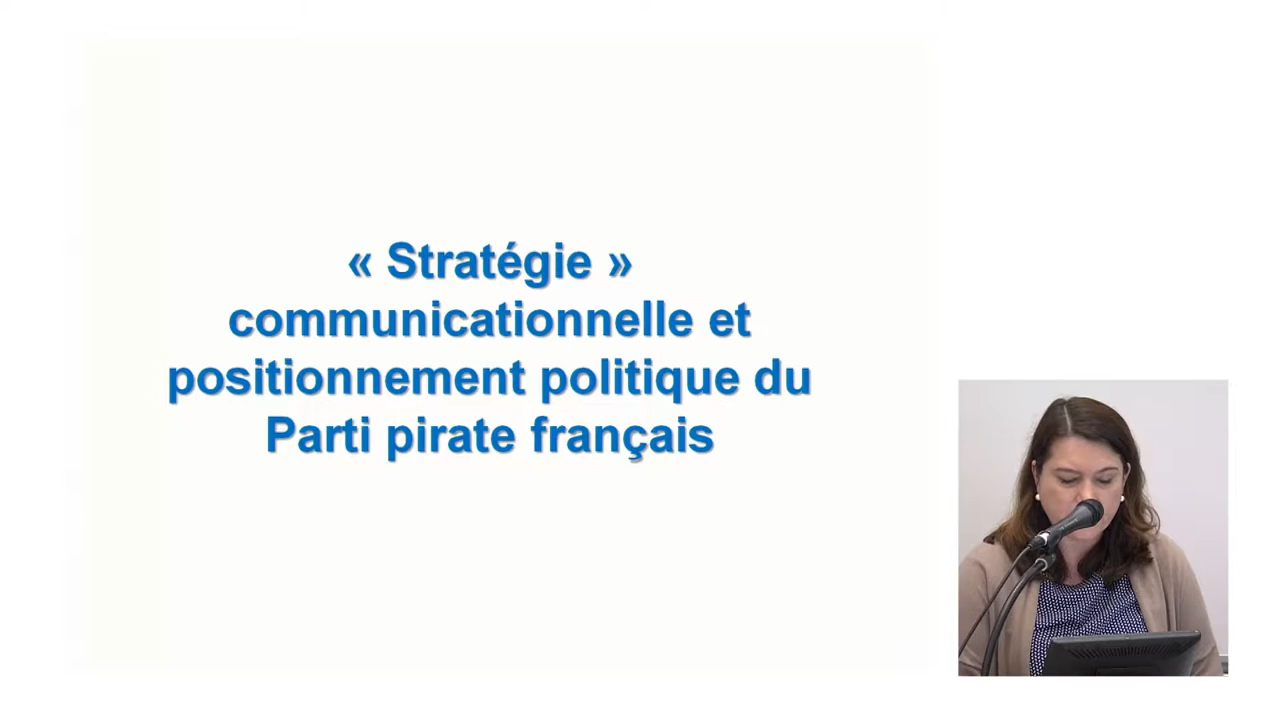 « Stratégie »
communicationnelle et
positionnement politique du
Parti pirate français